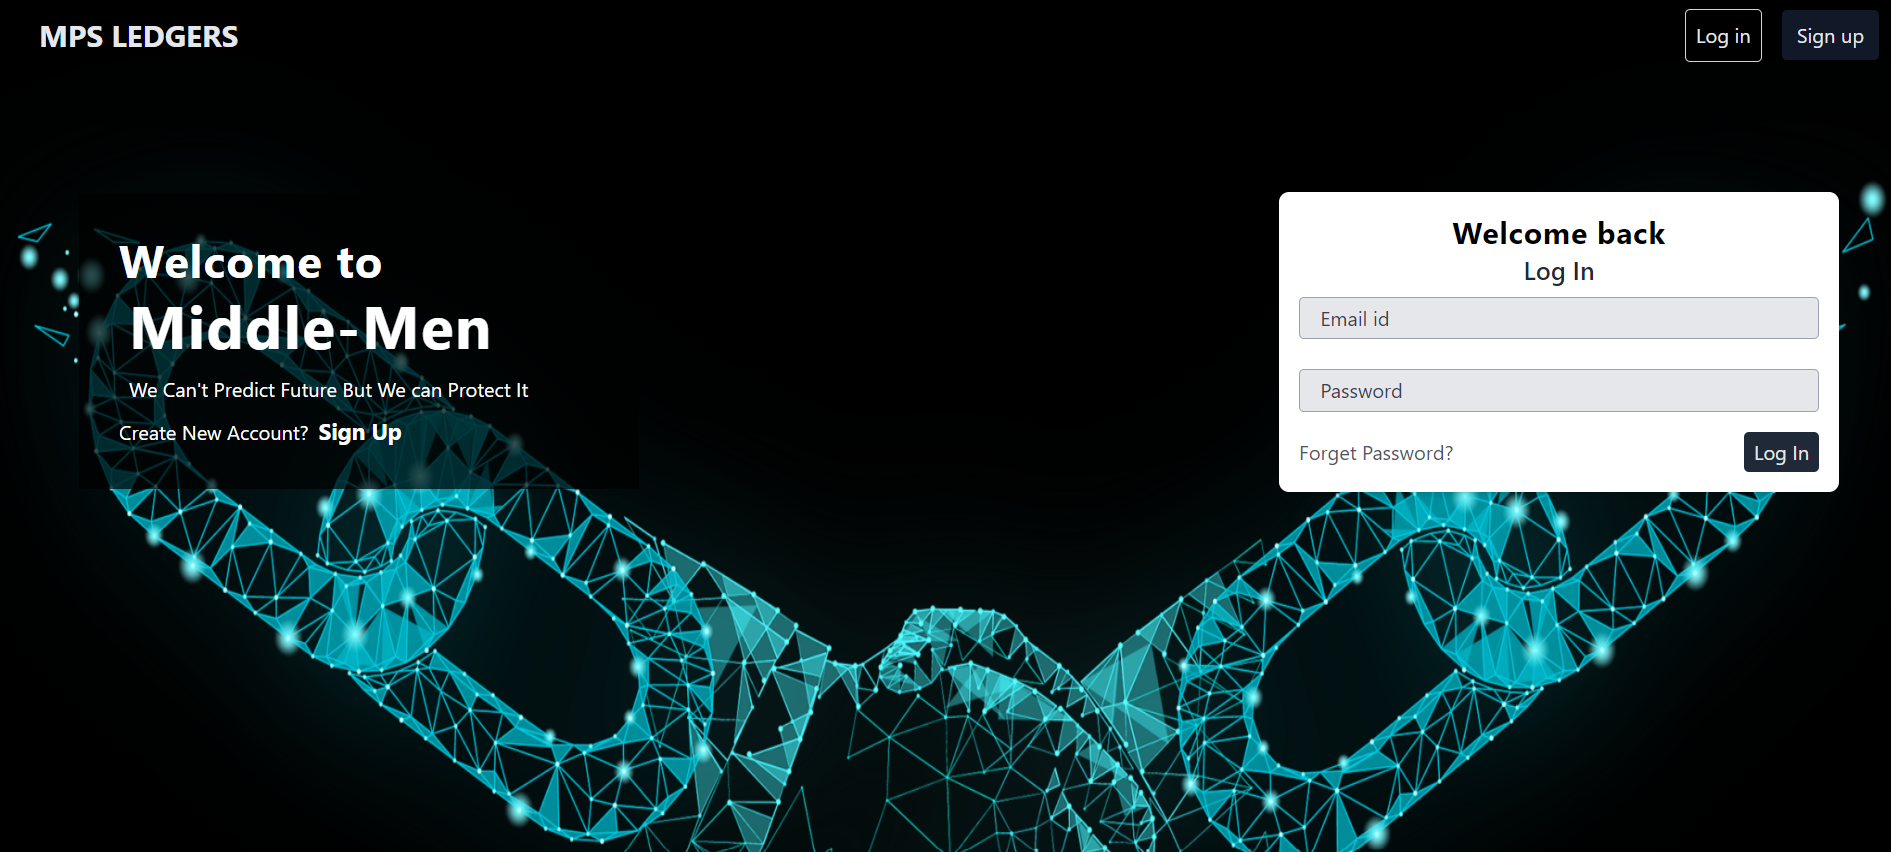 MPS LEDGERS
Log in
Sign up
Welcome to
Middle-Men
We Can't Predict Future But We can Protect It
Create New Account? Sign Up
Welcome back
Log In
Email id
Password
Forget Password?
Log In